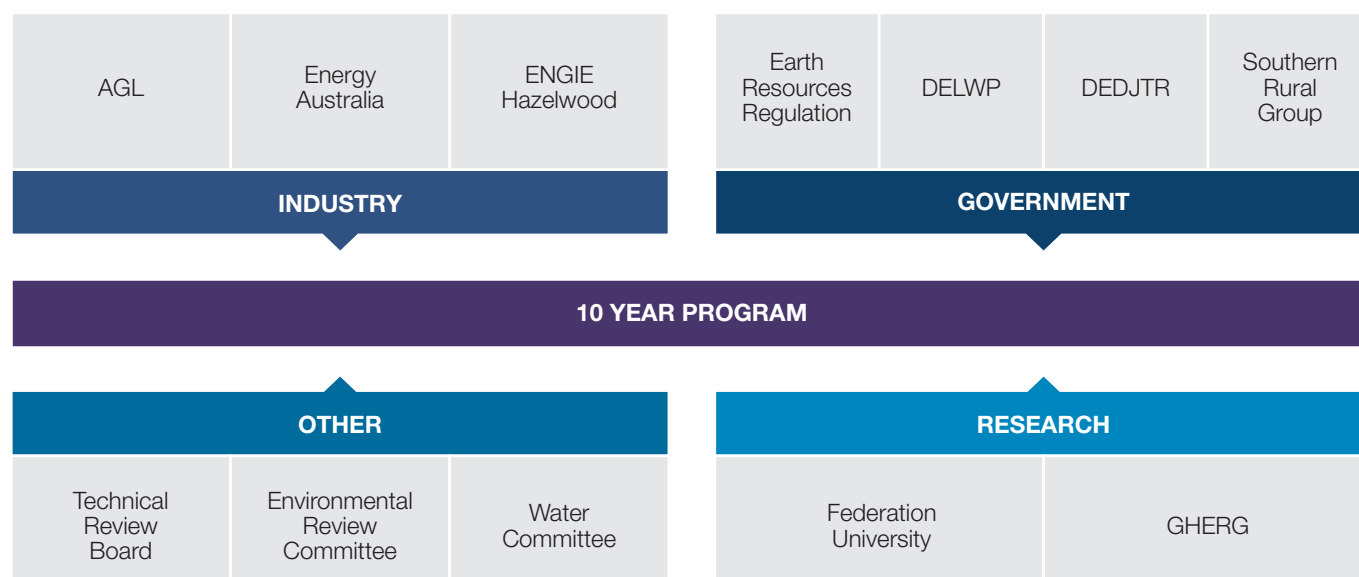 AGL
Energy
Australia
ENGIE
Hazelwood
INDUSTRY
Earth
Resources
Regulation
DELWP
DEDJTR
Southern
Rural
Group
GOVERNMENT
10 YEAR PROGRAM
OTHER
Technical
Review
Board
Environmental
Review
Committee
Water
Committee
RESEARCH
Federation
University
GHERG